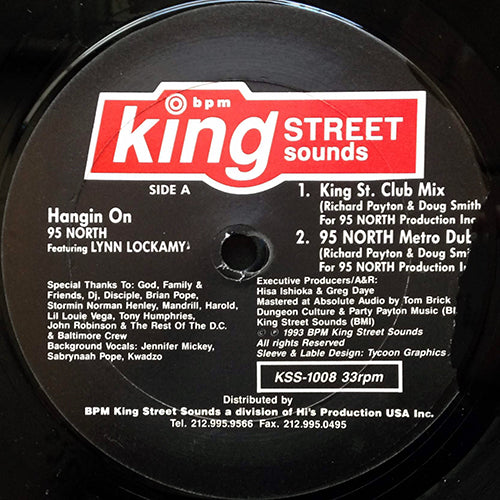 bpm
king STREET
sounds
SIDE A
Hangin On
95 NORTH
Featuring LYNN LOCKAMY
1. King St. Club Mix
(Richard Payton & Doug Smith
For 95 NORTH Production Inc
2. 95 NORTH Metro Dub
(Richard Payton & Doug Smi
For 95 NORTH Production I
Special Thanks To: God, Family &
Friends, Dj, Disciple, Brian Pope,
Stormin Norman Henley, Mandrill, Harold,
Lil Louie Vega, Tony Humphries,
John Robinson & The Rest Of The D.C.
& Baltimore Crew
Background Vocals: Jennifer Mickey,
Sabrynaah Pope, Kwadzo
Executive Producers/A&R:
Hisa Ishioka & Greg Daye
Mastered at Absolute Audio by Tom Brick
Dungeon Culture & Party Payton Music (BI
King Street Sounds (BMI)
© ℗ 1993 BPM King Street Sounds
All rights Reserved
Sleeve & Lable Design: Tycoon Graphics
KSS-1008 33rpm
Distributed by
BPM King Street Sounds a division of Hi's Production USA Inc.
Tel. 212.995.9566 Fax. 212.995.0495